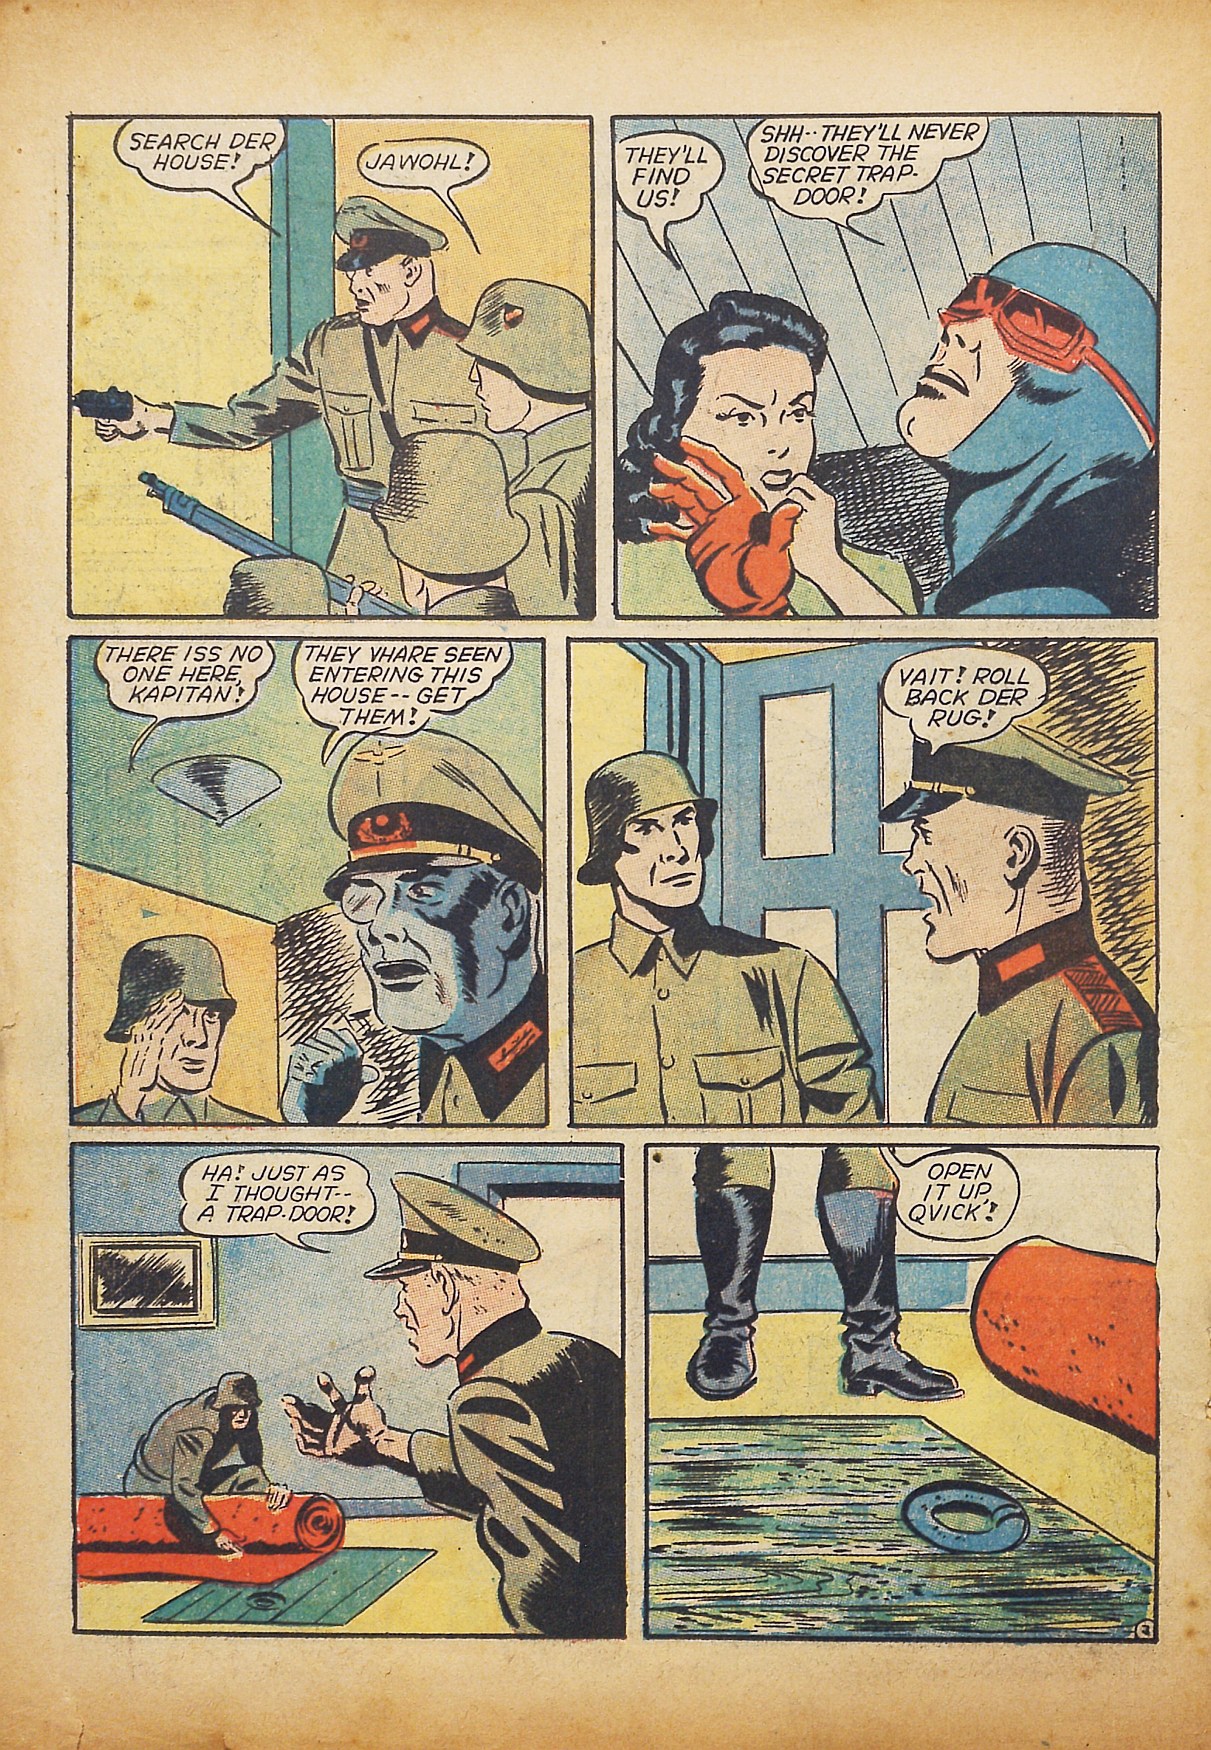 SEARCH DER
HOUSE!
JAWOHL!
THEY'LL
FIND
US!
SHH-- THEY'LL NEVER
DISCOVER THE
SECRET TRAP-
DOOR!
THERE ISS NO
ONE HERE,
KAPITAN!
THEY VHARE SEEN
ENTERING THIS
HOUSE-- GET
THEM!
VAIT! ROLL
BACK DER
RUG!
HA! JUST AS
I THOUGHT--
A TRAP-DOOR!
OPEN
IT UP,
QVICK!